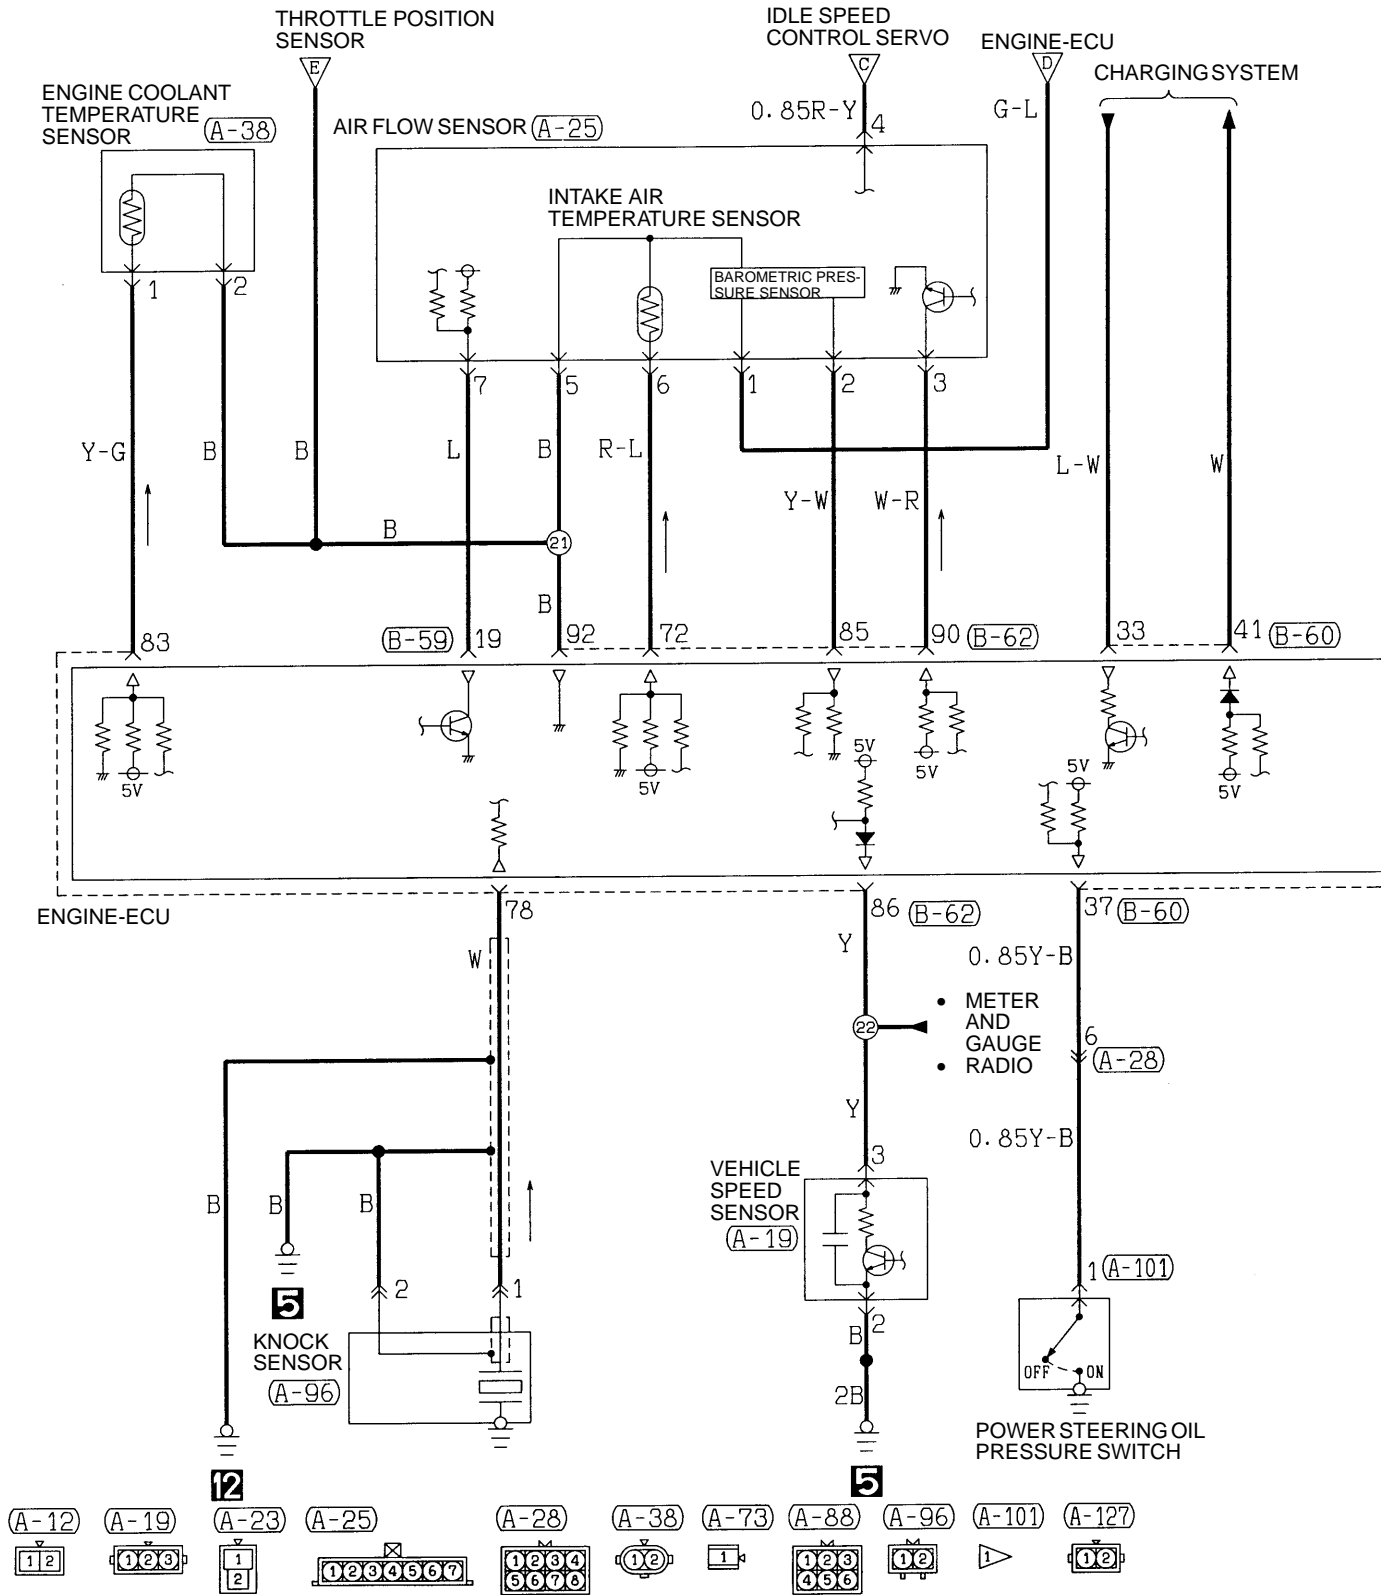 THROTTLE POSITION
SENSOR
E
IDLE SPEED
CONTROL SERVO
C
ENGINE-ECU
D
CHARGING SYSTEM
ENGINE COOLANT
TEMPERATURE
SENSOR
A-38
AIR FLOW SENSOR A-25
0.85R-Y
4
G-L
INTAKE AIR
TEMPERATURE SENSOR
BAROMETRIC PRES-
SURE SENSOR
1 2
7 5 6 1 2 3
Y-G B B L B R-L
Y-W W-R
L-W W
B
21
B
83
B-59 19 92 72 85 90 B-62 33 41 B-60
5V
5V
5V
5V
5V
5V
ENGINE-ECU
78
86 B-62
37 B-60
W
Y
0.85Y-B
22
• METER
AND
GAUGE
• RADIO
6
A-28
Y
0.85Y-B
3
VEHICLE
SPEED
SENSOR
A-19
B B B
2 1
1 A-101
5
2
B
KNOCK
SENSOR
A-96
2B
OFF ON
POWER STEERING OIL
PRESSURE SWITCH
12
5
A-12 A-19 A-23 A-25 A-28 A-38 A-73 A-88 A-96 A-101 A-127
1 2
1 2 3
1
2
1 2 3 4 5 6 7
1 2 3 4
5 6 7 8
1 2
1
1 2 3
4 5 6
1 2
1
1 2